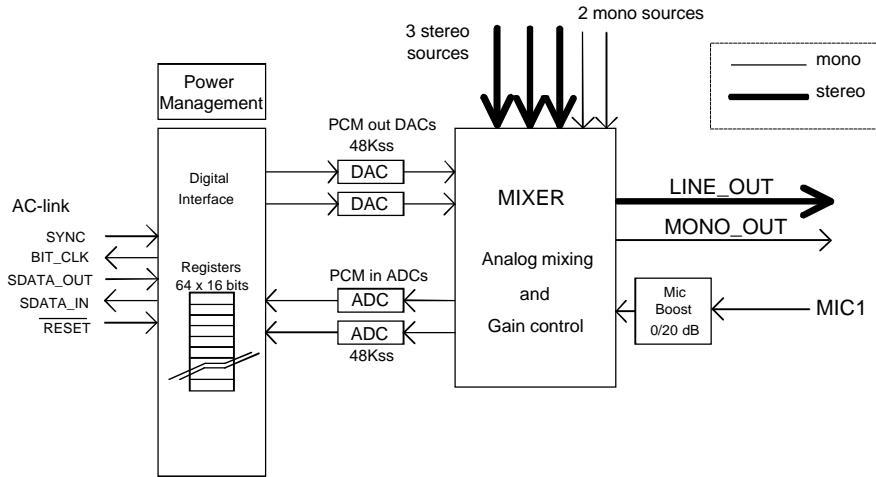 3 stereo
sources
2 mono sources
mono
stereo
Power
Management
PCM out DACs
48Kss
DAC
DAC
Digital
Interface
MIXER
LINE_OUT
MONO_OUT
AC-link
SYNC
BIT_CLK
SDATA_OUT
SDATA_IN
RESET
Registers
64 x 16 bits
PCM in ADCs
ADC
ADC
48Kss
Analog mixing
and
Gain control
Mic
Boost
0/20 dB
MIC1